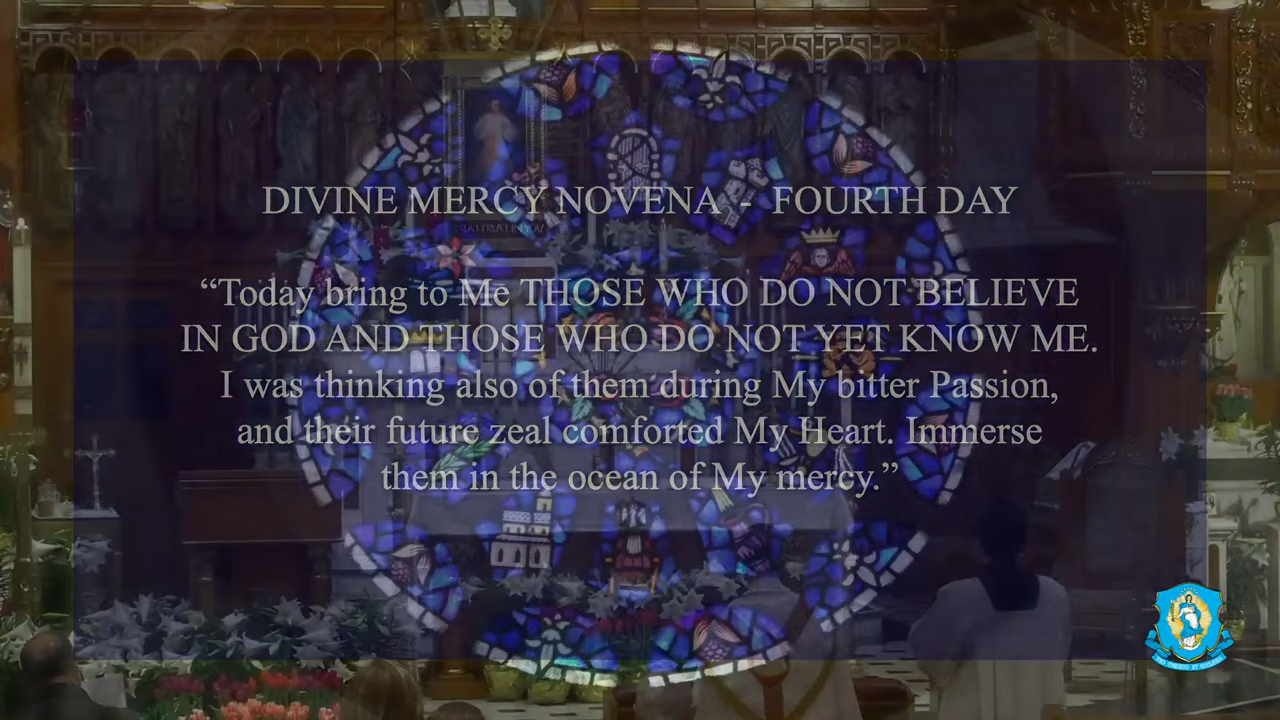 DIVINE MERCY NOVENA - FOURTH DAY
“Today bring to Me THOSE WHO DO NOT BELIEVE
IN GOD AND THOSE WHO DO NOT YET KNOW ME.
I was thinking also of them during My bitter Passion,
and their future zeal comforted My Heart. Immerse
them in the ocean of My mercy.”